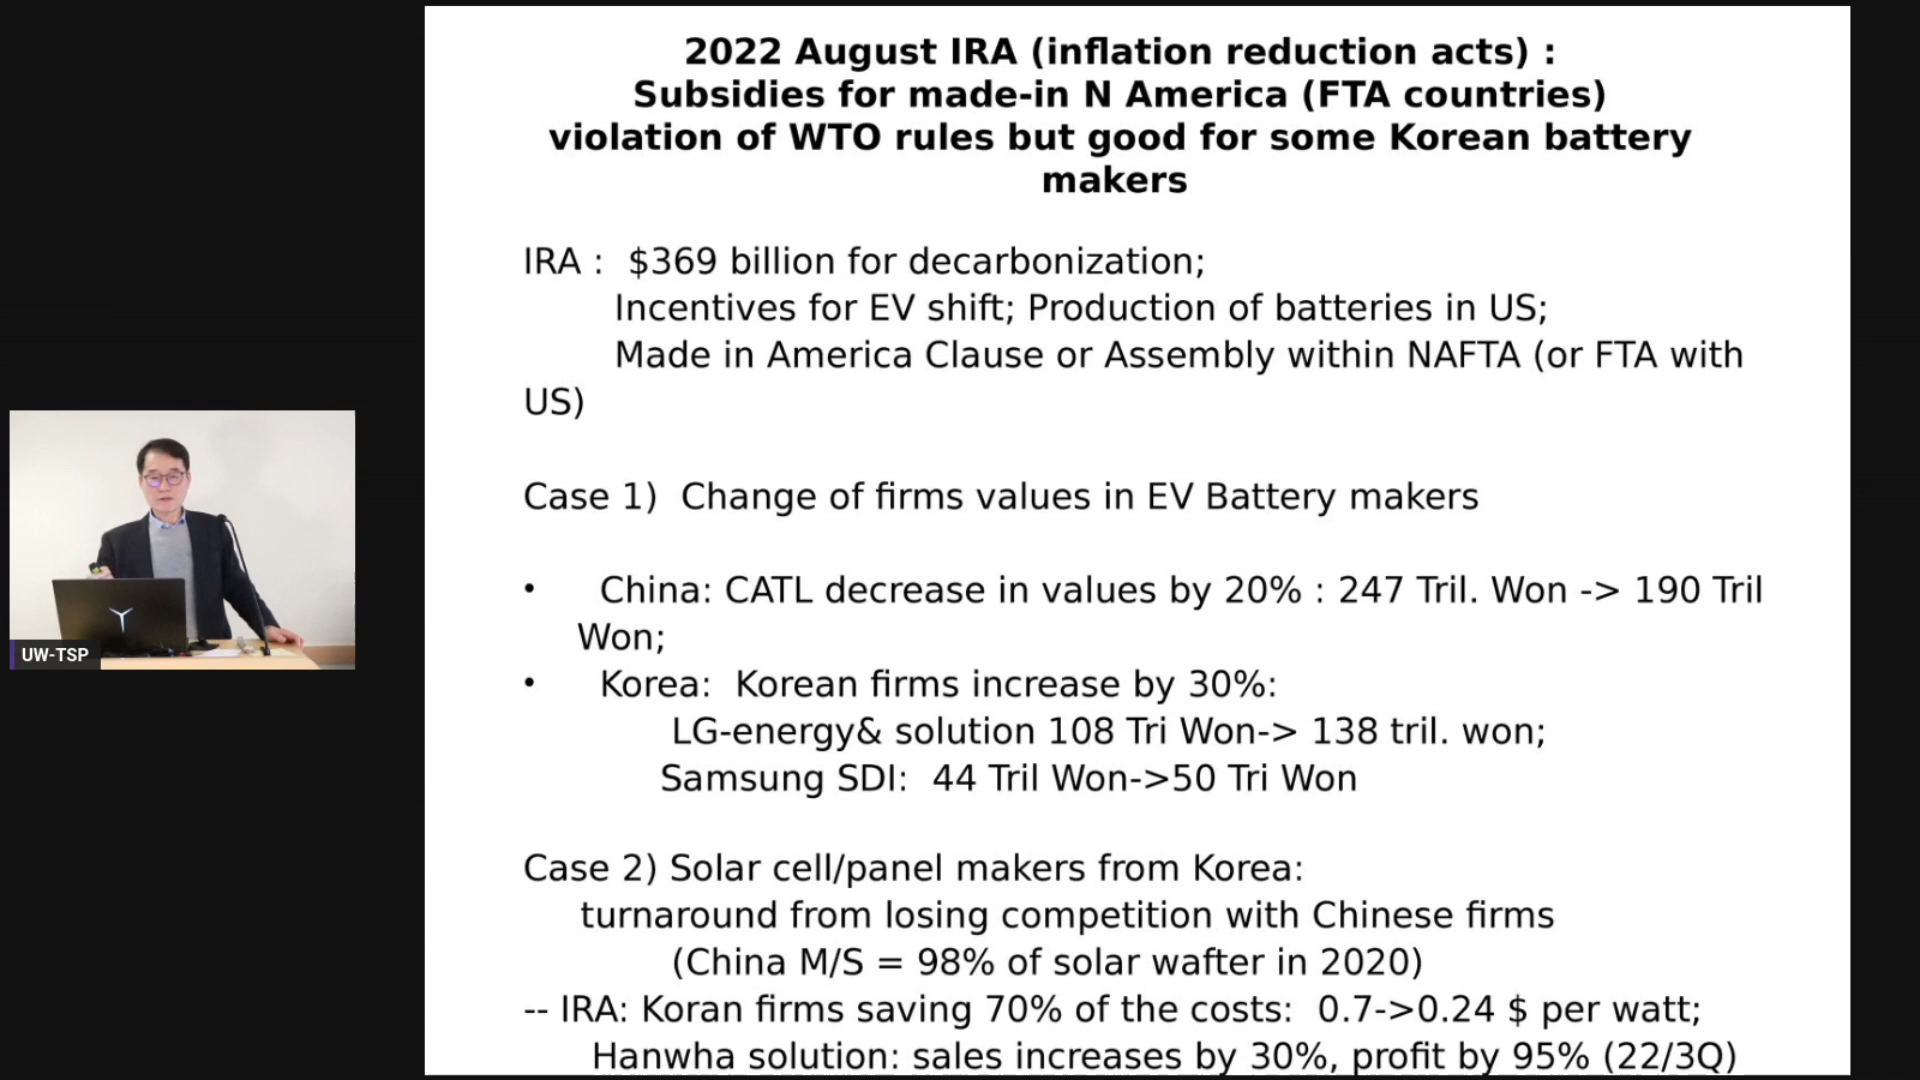 2022 August IRA (inflation reduction acts) :
Subsidies for made-in N America (FTA countries)
violation of WTO rules but good for some Korean battery
makers
IRA :  $369 billion for decarbonization;
Incentives for EV shift; Production of batteries in US;
Made in America Clause or Assembly within NAFTA (or FTA with
US)
Case 1)  Change of firms values in EV Battery makers
•    China: CATL decrease in values by 20% : 247 Tril. Won -> 190 Tril
Won;
•    Korea:  Korean firms increase by 30%:
LG-energy& solution 108 Tri Won-> 138 tril. won;
Samsung SDI:  44 Tril Won->50 Tri Won
Case 2) Solar cell/panel makers from Korea:
turnaround from losing competition with Chinese firms
(China M/S = 98% of solar wafter in 2020)
-- IRA: Koran firms saving 70% of the costs:  0.7->0.24 $ per watt;
Hanwha solution: sales increases by 30%, profit by 95% (22/3Q)
UW-TSP